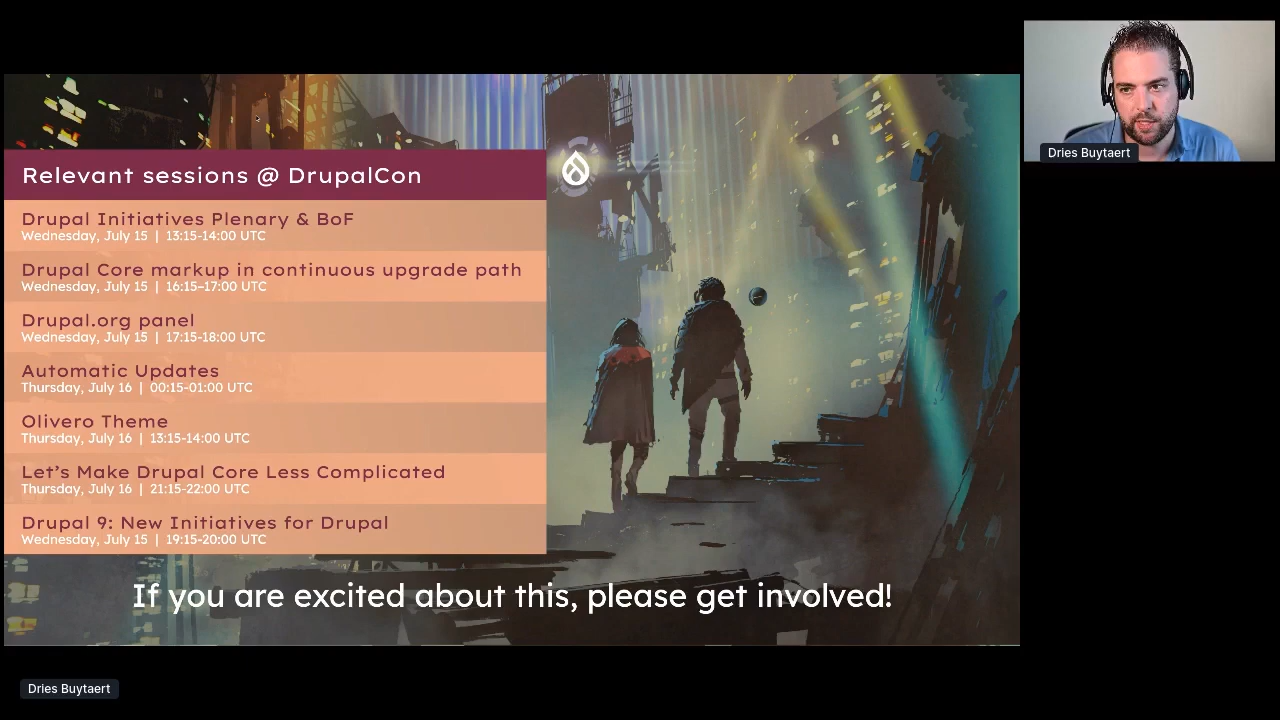 Relevant sessions @ DrupalCon
Drupal Initiatives Plenary & BoF
Wednesday, July 15 | 13:15-14:00 UTC
Drupal Core markup in continuous upgrade path
Wednesday, July 15 | 16:15–17:00 UTC
Drupal.org panel
Wednesday, July 15 | 17:15-18:00 UTC
Automatic Updates
Thursday, July 16 | 00:15-01:00 UTC
Olivero Theme
Thursday, July 16 | 13:15-14:00 UTC
Let’s Make Drupal Core Less Complicated
Thursday, July 16 | 21:15-22:00 UTC
Drupal 9: New Initiatives for Drupal
Wednesday, July 15 | 19:15-20:00 UTC
If you are excited about this, please get involved!
Dries Buytaert
Dries Buytaert